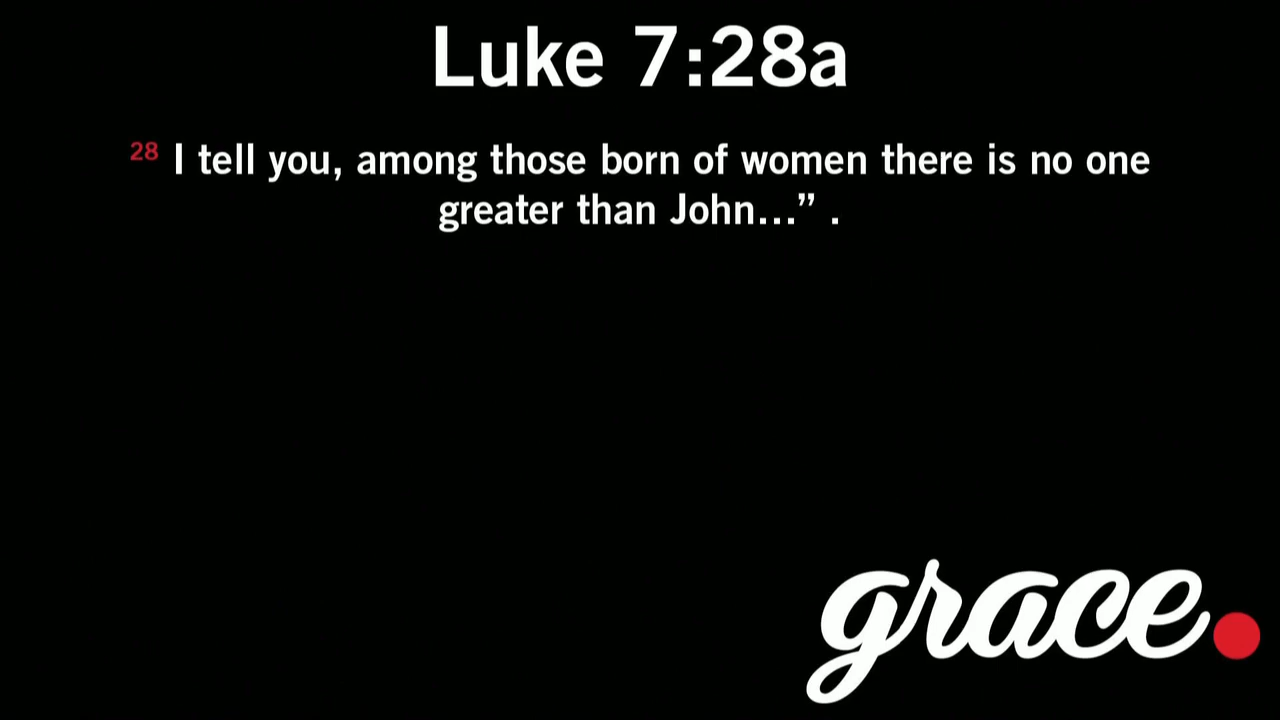 Luke 7:28a
28 I tell you, among those born of women there is no one
greater than John…” .
grace.